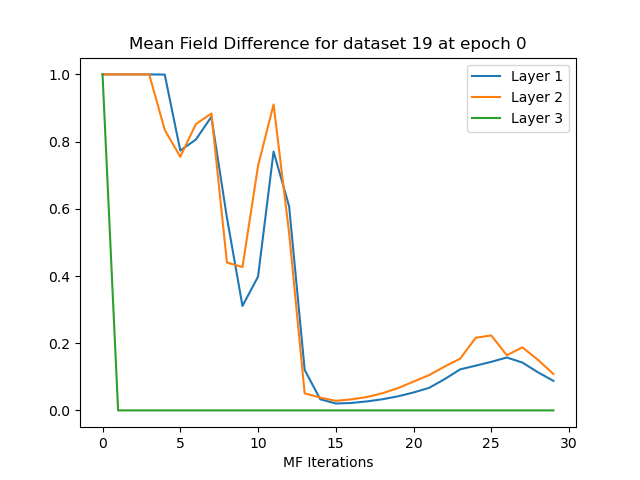 Mean Field Difference for dataset 19 at epoch 0
Layer 1
Layer 2
Layer 3
1.0
0.8
0.6
0.4
0.2
0.0
0 5 10 15 20 25 30
MF Iterations